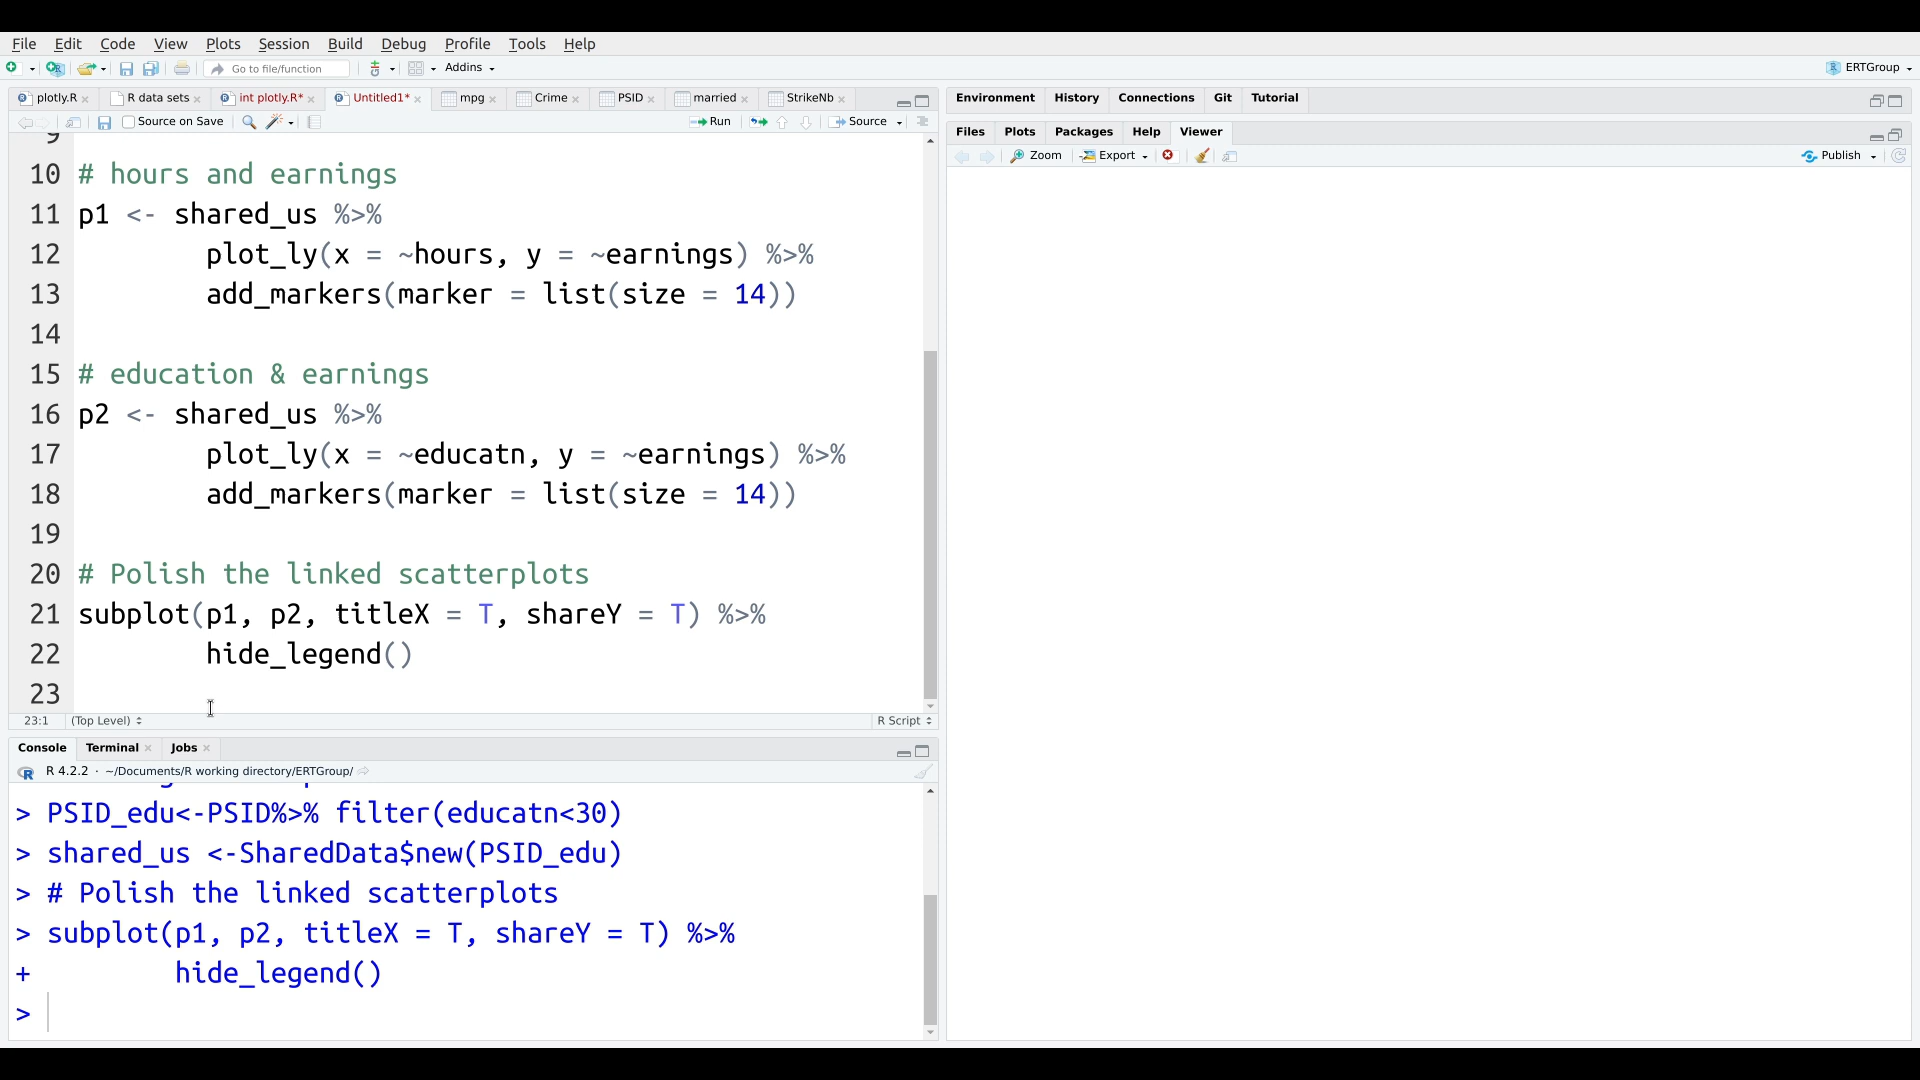 File Edit Code View Plots Session Build Debug Profile Tools Help
Go to file/function Addins ERTGroup
plotly.R R data sets int plotly.R* Untitled1* mpg Crime PSID married StrikeNb
Source on Save Run Source
9
10 # hours and earnings
11 p1 <- shared_us %>%
12 plot_ly(x = ~hours, y = ~earnings) %>%
13 add_markers(marker = list(size = 14))
14
15 # education & earnings
16 p2 <- shared_us %>%
17 plot_ly(x = ~educatn, y = ~earnings) %>%
18 add_markers(marker = list(size = 14))
19
20 # Polish the linked scatterplots
21 subplot(p1, p2, titleX = T, shareY = T) %>%
22 hide_legend()
23
23:1 (Top Level) R Script
Console Terminal Jobs
R 4.2.2 · ~/Documents/R working directory/ERTGroup/
> PSID_edu<-PSID%>% filter(educatn<30)
> shared_us <-SharedData$new(PSID_edu)
> # Polish the linked scatterplots
> subplot(p1, p2, titleX = T, shareY = T) %>%
+ hide_legend()
>
Environment History Connections Git Tutorial
Files Plots Packages Help Viewer
Zoom Export Publish